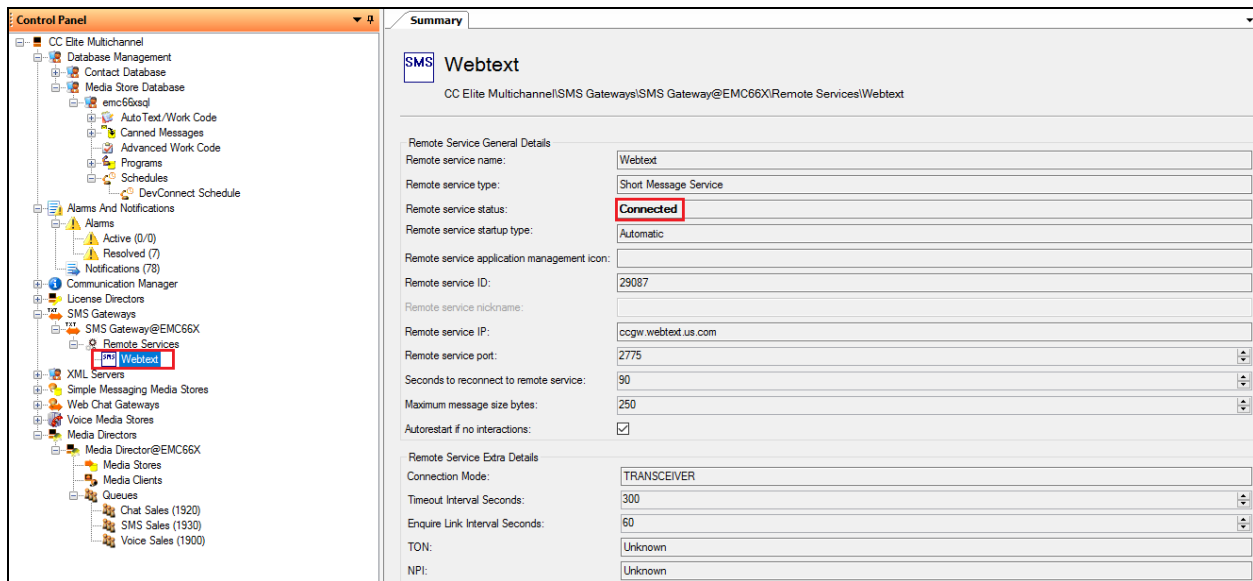 Control Panel
CC Elite Multichannel
Database Management
Contact Database
Media Store Database
emc66xsql
AutoText/Work Code
Canned Messages
Advanced Work Code
Programs
Schedules
DevConnect Schedule
Alarms And Notifications
Alarms
Active (0/0)
Resolved (7)
Notifications (78)
Communication Manager
License Directors
TXT
SMS Gateways
TXT
SMS Gateway@EMC66X
Remote Services
SMS
Webtext
XML Servers
Simple Messaging Media Stores
Web Chat Gateways
Voice Media Stores
Media Directors
Media Director@EMC66X
Media Stores
Media Clients
Queues
Chat Sales (1920)
SMS Sales (1930)
Voice Sales (1900)
Summary
SMS Webtext
CC Elite Multichannel\SMS Gateways\SMS Gateway@EMC66X\Remote Services\Webtext
Remote Service General Details
Remote service name: Webtext
Remote service type: Short Message Service
Remote service status: Connected
Remote service startup type: Automatic
Remote service application management icon:
Remote service ID: 29087
Remote service nickname:
Remote service IP: ccgw.webtext.us.com
Remote service port: 2775
Seconds to reconnect to remote service: 90
Maximum message size bytes: 250
Autorestart if no interactions:
Remote Service Extra Details
Connection Mode: TRANSCEIVER
Timeout Interval Seconds: 300
Enquire Link Interval Seconds: 60
TON: Unknown
NPI: Unknown